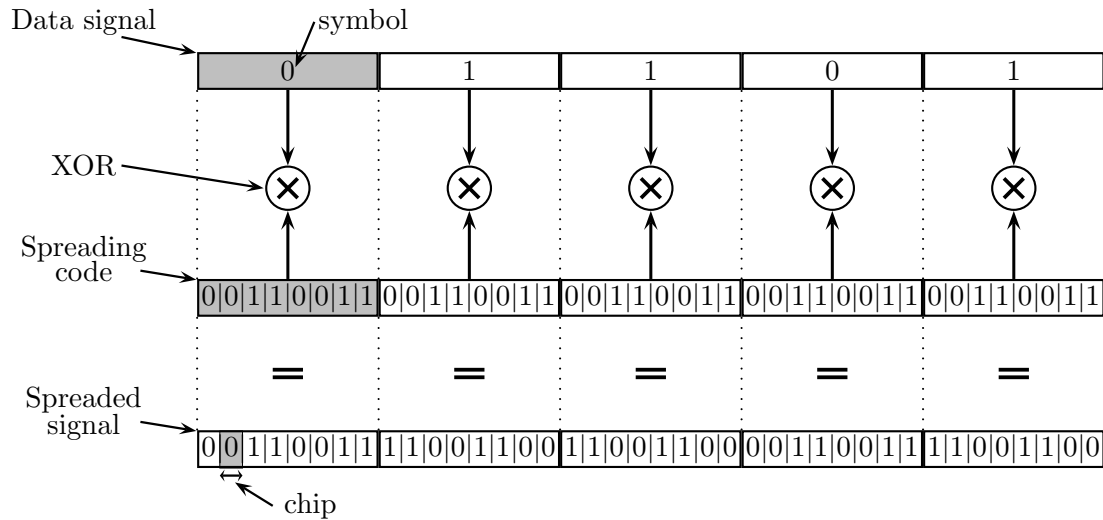 Data signal
symbol
0 1 1 0 1
XOR
Spreading
code
0|0|1|1|0|0|1|1 0|0|1|1|0|0|1|1 0|0|1|1|0|0|1|1 0|0|1|1|0|0|1|1 0|0|1|1|0|0|1|1
= = = = =
Spreaded
signal
0 0 1|1|0|0|1|1 1|1|0|0|1|1|0|0 1|1|0|0|1|1|0|0 0|0|1|1|0|0|1|1 1|1|0|0|1|1|0|0
chip